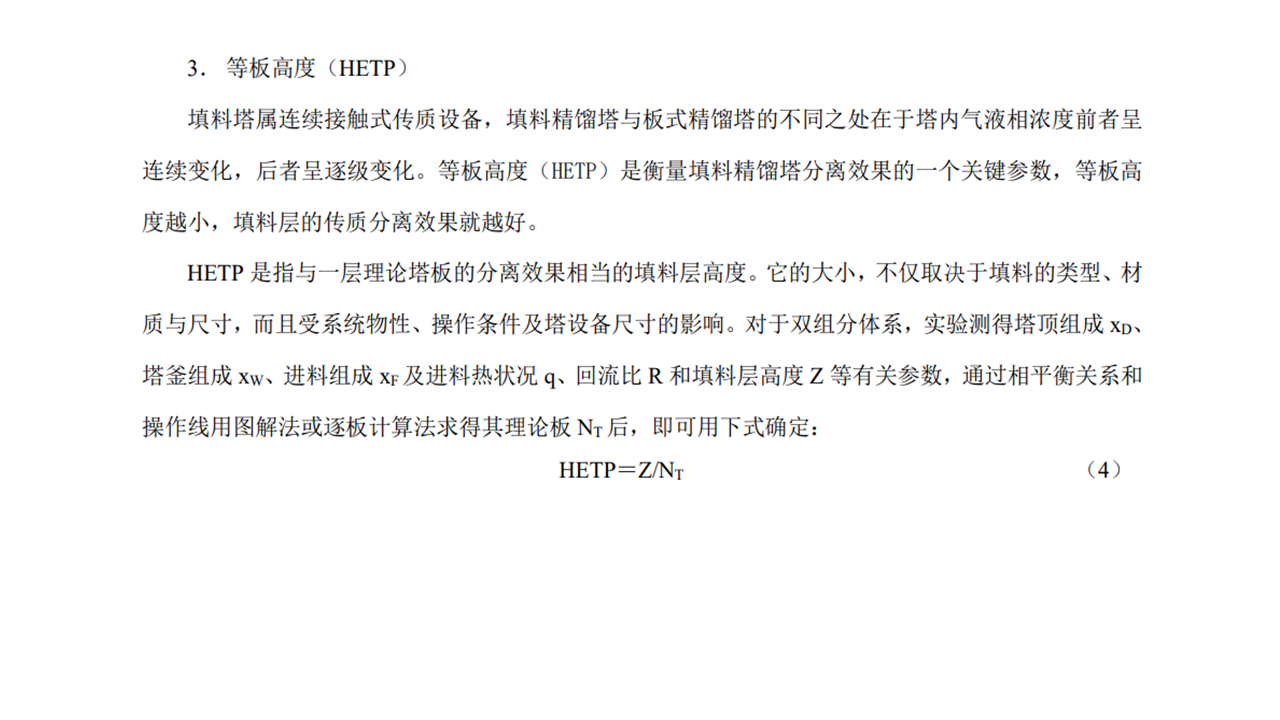 3． 等板高度（HETP）
填料塔属连续接触式传质设备，填料精馏塔与板式精馏塔的不同之处在于塔内气液相浓度前者呈
连续变化，后者呈逐级变化。等板高度（HETP）是衡量填料精馏塔分离效果的一个关键参数，等板高
度越小，填料层的传质分离效果就越好。
HETP 是指与一层理论塔板的分离效果相当的填料层高度。它的大小，不仅取决于填料的类型、材
质与尺寸，而且受系统物性、操作条件及塔设备尺寸的影响。对于双组分体系，实验测得塔顶组成 xD、
塔釜组成 xW、进料组成 xF 及进料热状况 q、回流比 R 和填料层高度 Z 等有关参数，通过相平衡关系和
操作线用图解法或逐板计算法求得其理论板 NT 后，即可用下式确定：
HETP＝Z/NT （4）